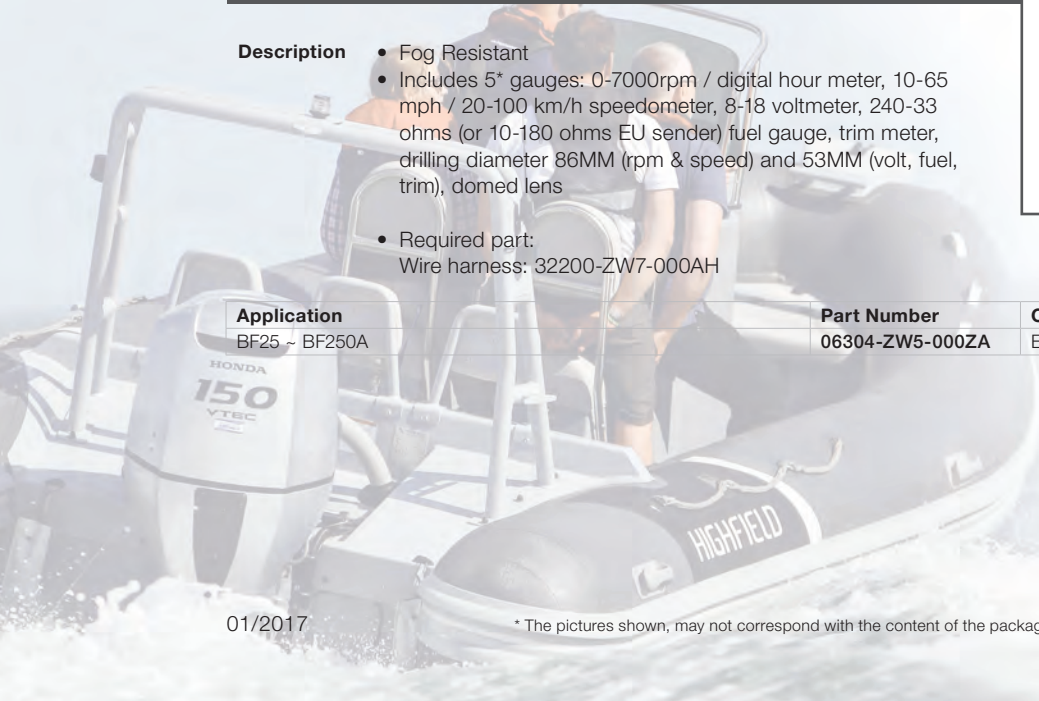 Description
• Fog Resistant
• Includes 5* gauges: 0-7000rpm / digital hour meter, 10-65
mph / 20-100 km/h speedometer, 8-18 voltmeter, 240-33
ohms (or 10-180 ohms EU sender) fuel gauge, trim meter,
drilling diameter 86MM (rpm & speed) and 53MM (volt, fuel,
trim), domed lens
• Required part:
Wire harness: 32200-ZW7-000AH
Application Part Number
BF25 ~ BF250A 06304-ZW5-000ZA
HONDA
150
VTEC
HIGHFIELD
01/2017
* The pictures shown, may not correspond with the content of the packag